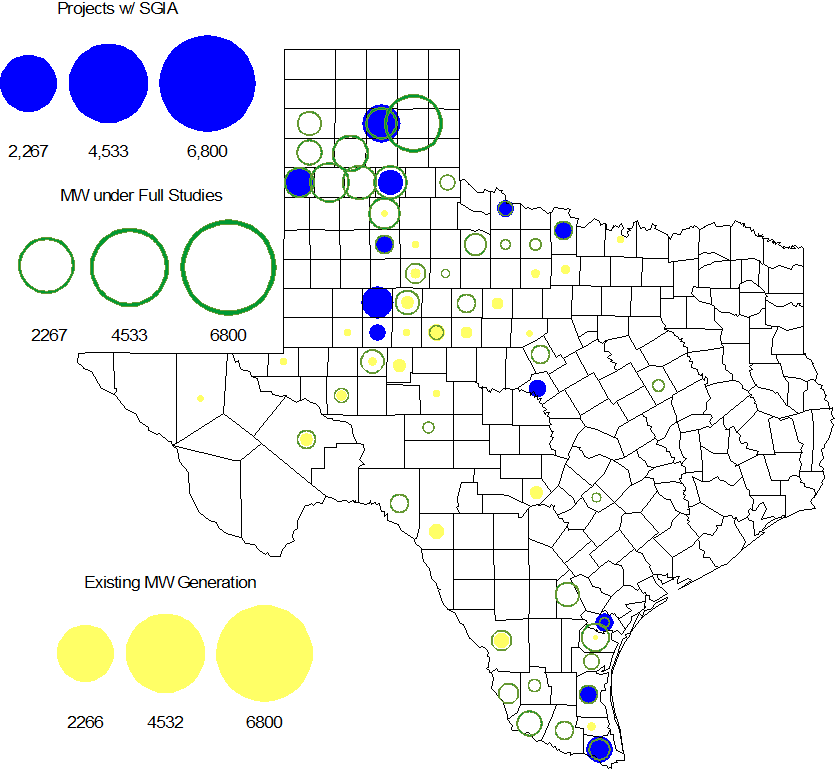 Projects w/ SGIA
2,267 4,533 6,800
MW under Full Studies
2267 4533 6800
Existing MW Generation
2266 4532 6800